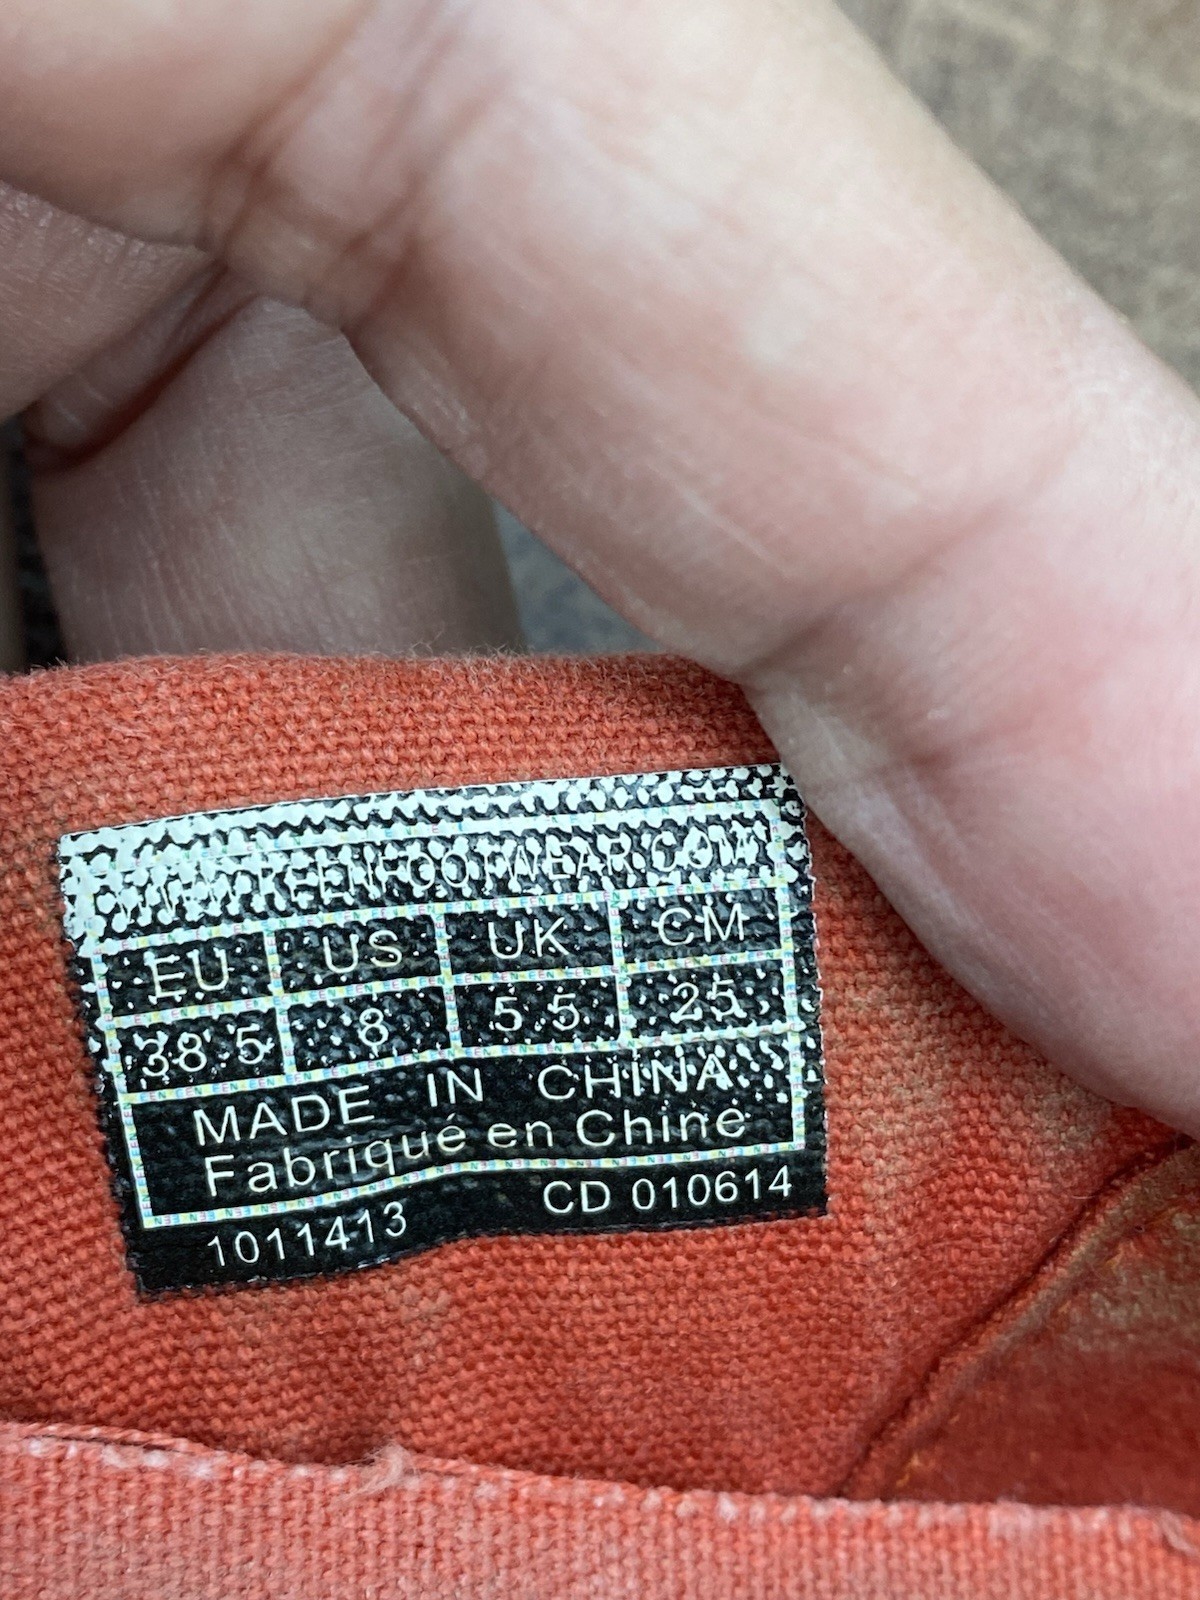 WWW.KEENFOOTWEAR.COM
EU US UK CM
38.5 8 5.5 25
MADE IN CHINA
Fabriqué en Chine
1011413 CD 010614